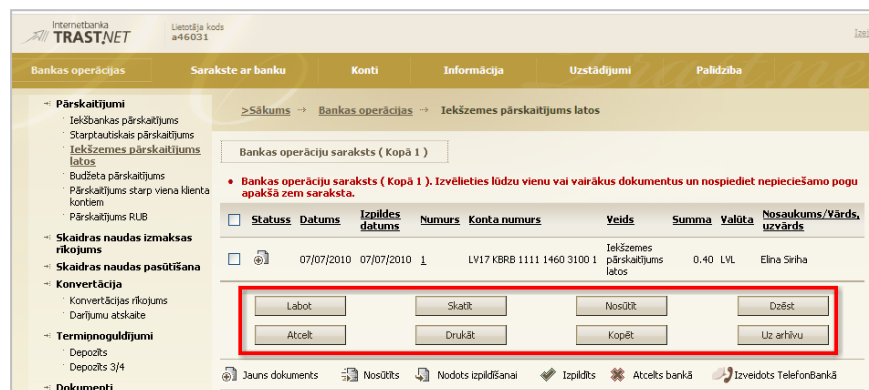 Internetbanka
TRAST.NET
Lietotāja kods
a46031
Bankas operācijas Sarakste ar banku Konti Informācija Uzstādījumi Palīdzība
Pārskaitījumi
Iekšbankas pārskaitījums
Starptautiskais pārskaitījums
Iekšzemes pārskaitījums
latos
Budžeta pārskaitījums
Pārskaitījums starp viena klienta
kontiem
Pārskaitījums RUB
Skaidras naudas izmaksas
rīkojums
Skaidras naudas pasūtīšana
Konvertācija
Konvertācijas rīkojums
Darījumu atskaite
Termiņnoguldījumi
Depozīts
Depozīts 3/4
Dokumenti
>Sākums Bankas operācijas Iekšzemes pārskaitījums latos
Bankas operāciju saraksts ( Kopā 1 )
Bankas operāciju saraksts ( Kopā 1 ). Izvēlieties lūdzu vienu vai vairākus dokumentus un nospiediet nepieciešamo pogu
apakšā zem saraksta.
Statuss Datums Izpildes datums Numurs Konta numurs Veids Summa Valūta Nosaukums/Vārds, uzvārds
07/07/2010 07/07/2010 1 LV17 KBRB 1111 1460 3100 1 Iekšzemes pārskaitījums latos 0.40 LVL Elina Siriha
Labot Skatīt Nosūtīt Dzēst
Atcelt Drukāt Kopēt Uz arhīvu
Jauns dokuments Nosūtīts Nodots izpildīšanai Izpildīts Atcelts bankā Izveidots TelefonBankā